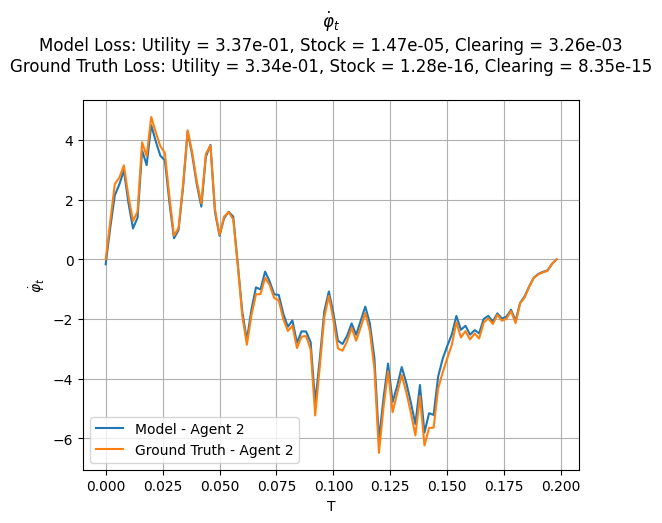 φ̇ₜ
Model Loss: Utility = 3.37e-01, Stock = 1.47e-05, Clearing = 3.26e-03
Ground Truth Loss: Utility = 3.34e-01, Stock = 1.28e-16, Clearing = 8.35e-15
4
2
0
−2
−4
−6
φ̇ₜ
Model - Agent 2
Ground Truth - Agent 2
0.000 0.025 0.050 0.075 0.100 0.125 0.150 0.175 0.200
T